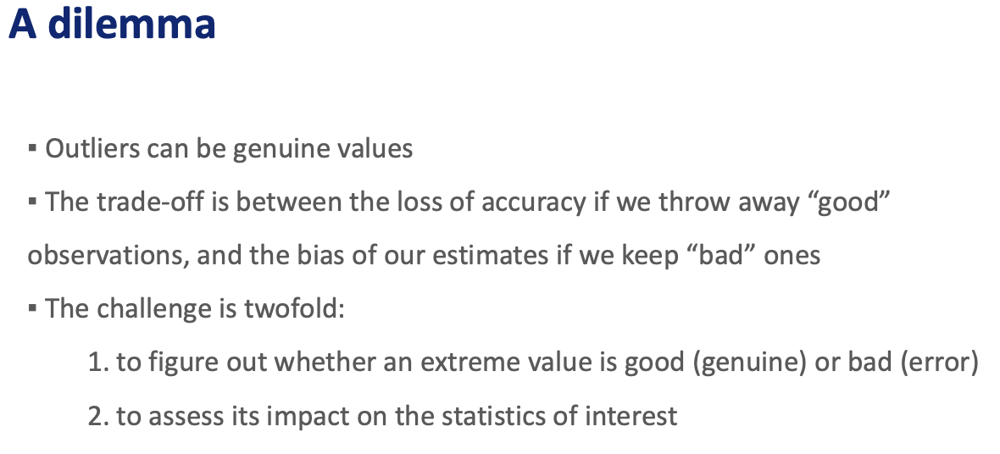 A dilemma
▪ Outliers can be genuine values
▪ The trade-off is between the loss of accuracy if we throw away “good”
observations, and the bias of our estimates if we keep “bad” ones
▪ The challenge is twofold:
1. to figure out whether an extreme value is good (genuine) or bad (error)
2. to assess its impact on the statistics of interest